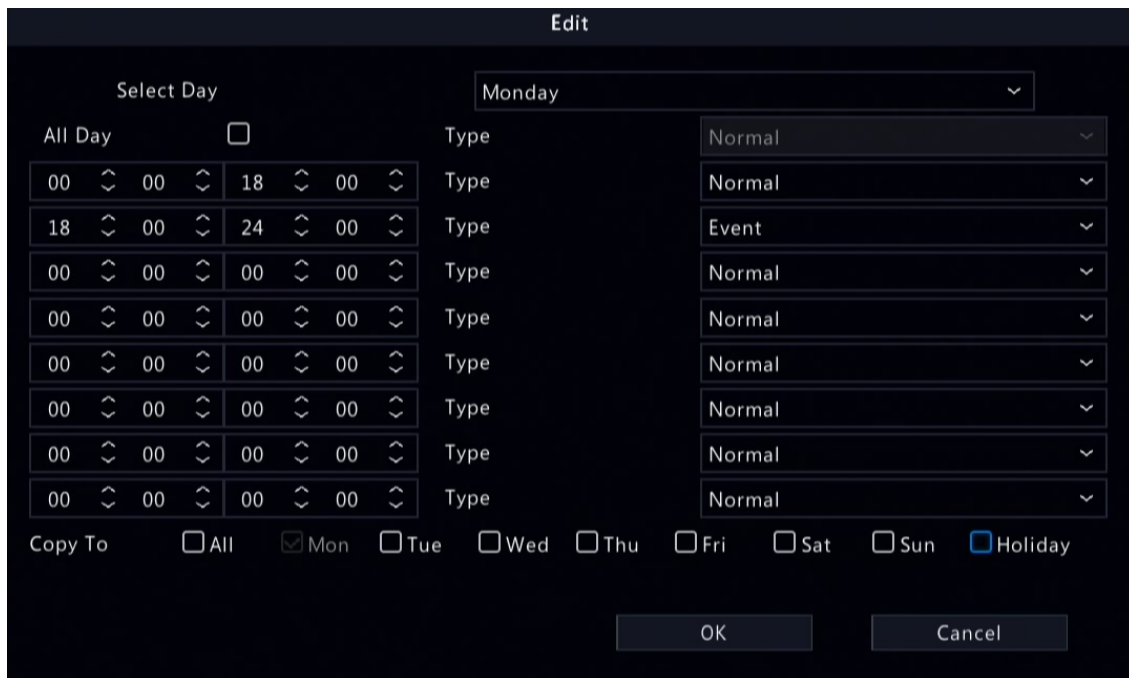 Edit
Select Day Monday
All Day Type Normal
00 00 18 00 Type Normal
18 00 24 00 Type Event
00 00 00 00 Type Normal
00 00 00 00 Type Normal
00 00 00 00 Type Normal
00 00 00 00 Type Normal
00 00 00 00 Type Normal
00 00 00 00 Type Normal
Copy To All Mon Tue Wed Thu Fri Sat Sun Holiday
OK Cancel